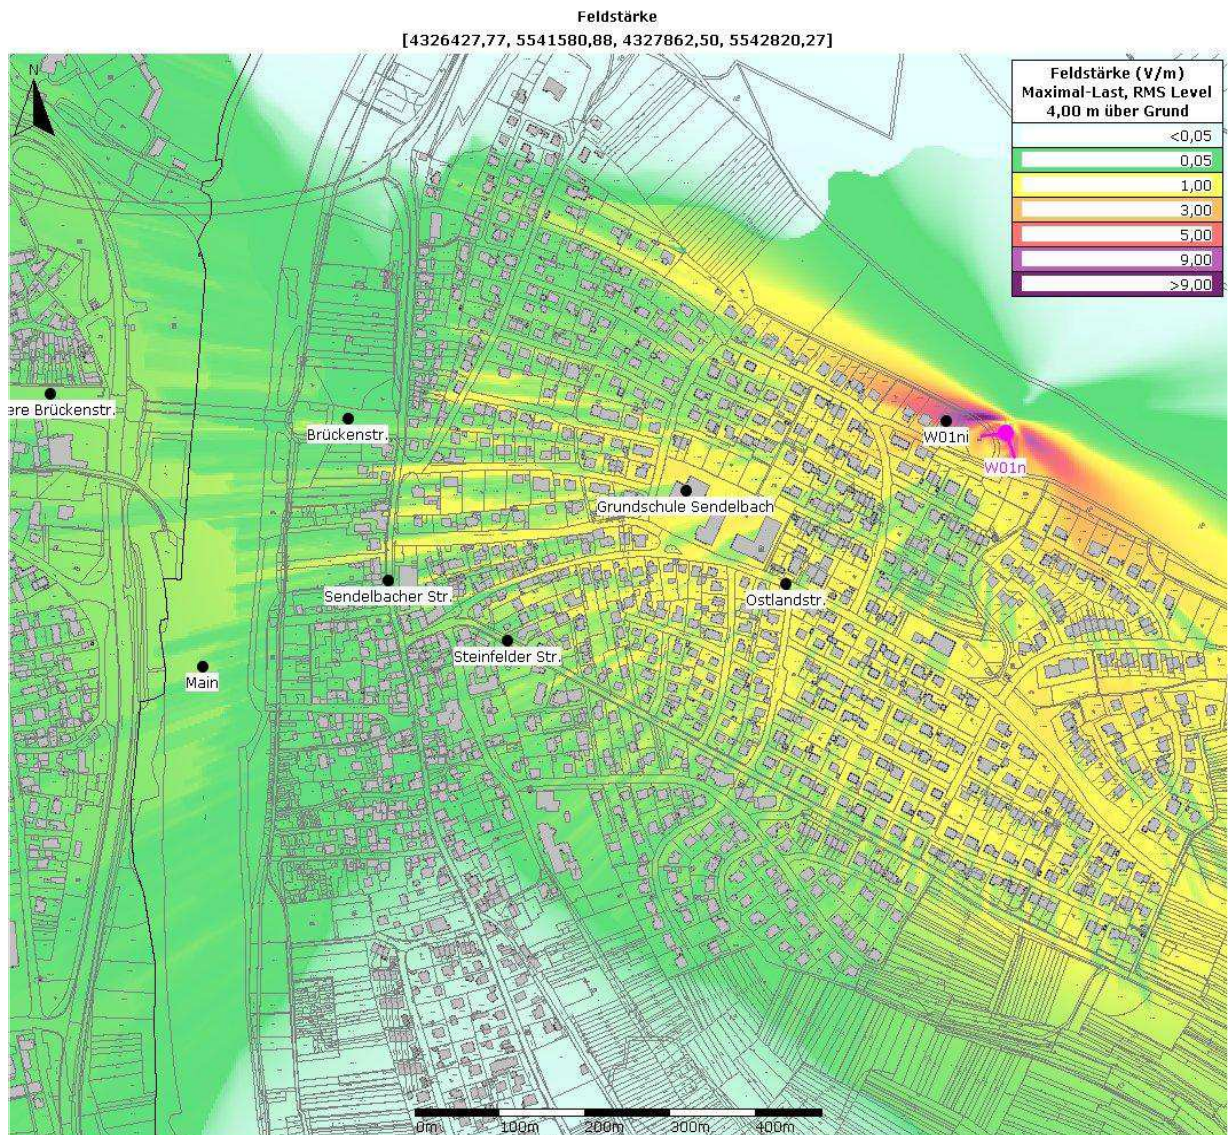 Feldstärke
[4326427,77, 5541580,88, 4327862,50, 5542820,27]
N
Feldstärke (V/m)
Maximal-Last, RMS Level
4,00 m über Grund
<0,05
0,05
1,00
3,00
5,00
9,00
>9,00
ere Brückenstr.
Brückenstr.
W01ni
W01n
Grundschule Sendelbach
Sendelbacher Str.
Ostlandstr.
Steinfelder Str.
Main
0m 100m 200m 300m 400m